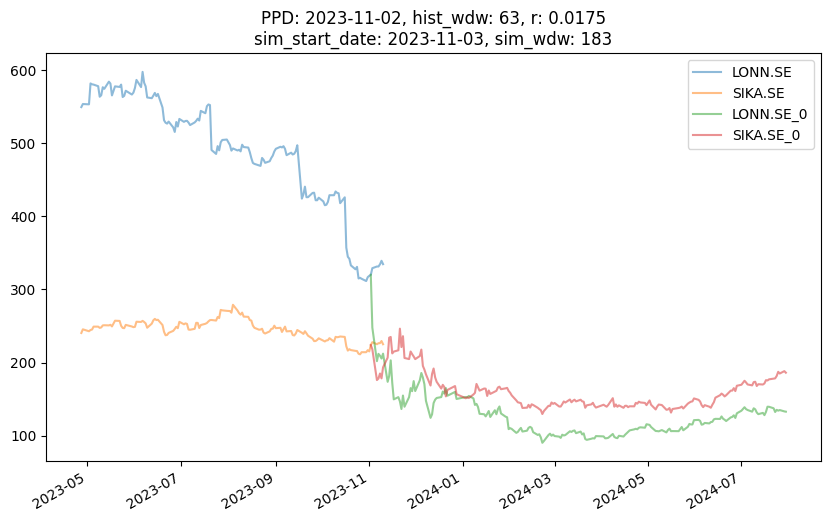 PPD: 2023-11-02, hist_wdw: 63, r: 0.0175
sim_start_date: 2023-11-03, sim_wdw: 183
LONN.SE
SIKA.SE
LONN.SE_0
SIKA.SE_0
600
500
400
300
200
100
2023-05
2023-07
2023-09
2023-11
2024-01
2024-03
2024-05
2024-07